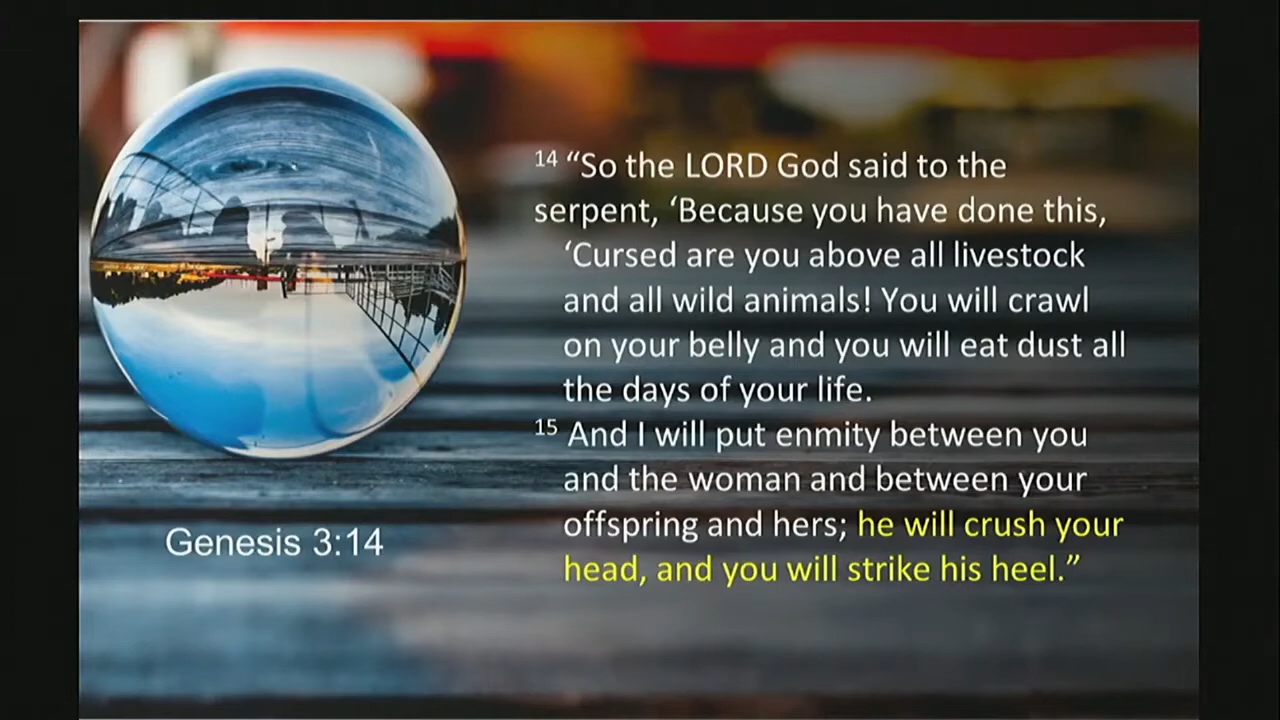 14 “So the LORD God said to the
serpent, ‘Because you have done this,
‘Cursed are you above all livestock
and all wild animals! You will crawl
on your belly and you will eat dust all
the days of your life.
15 And I will put enmity between you
and the woman and between your
offspring and hers; he will crush your
head, and you will strike his heel.”
Genesis 3:14